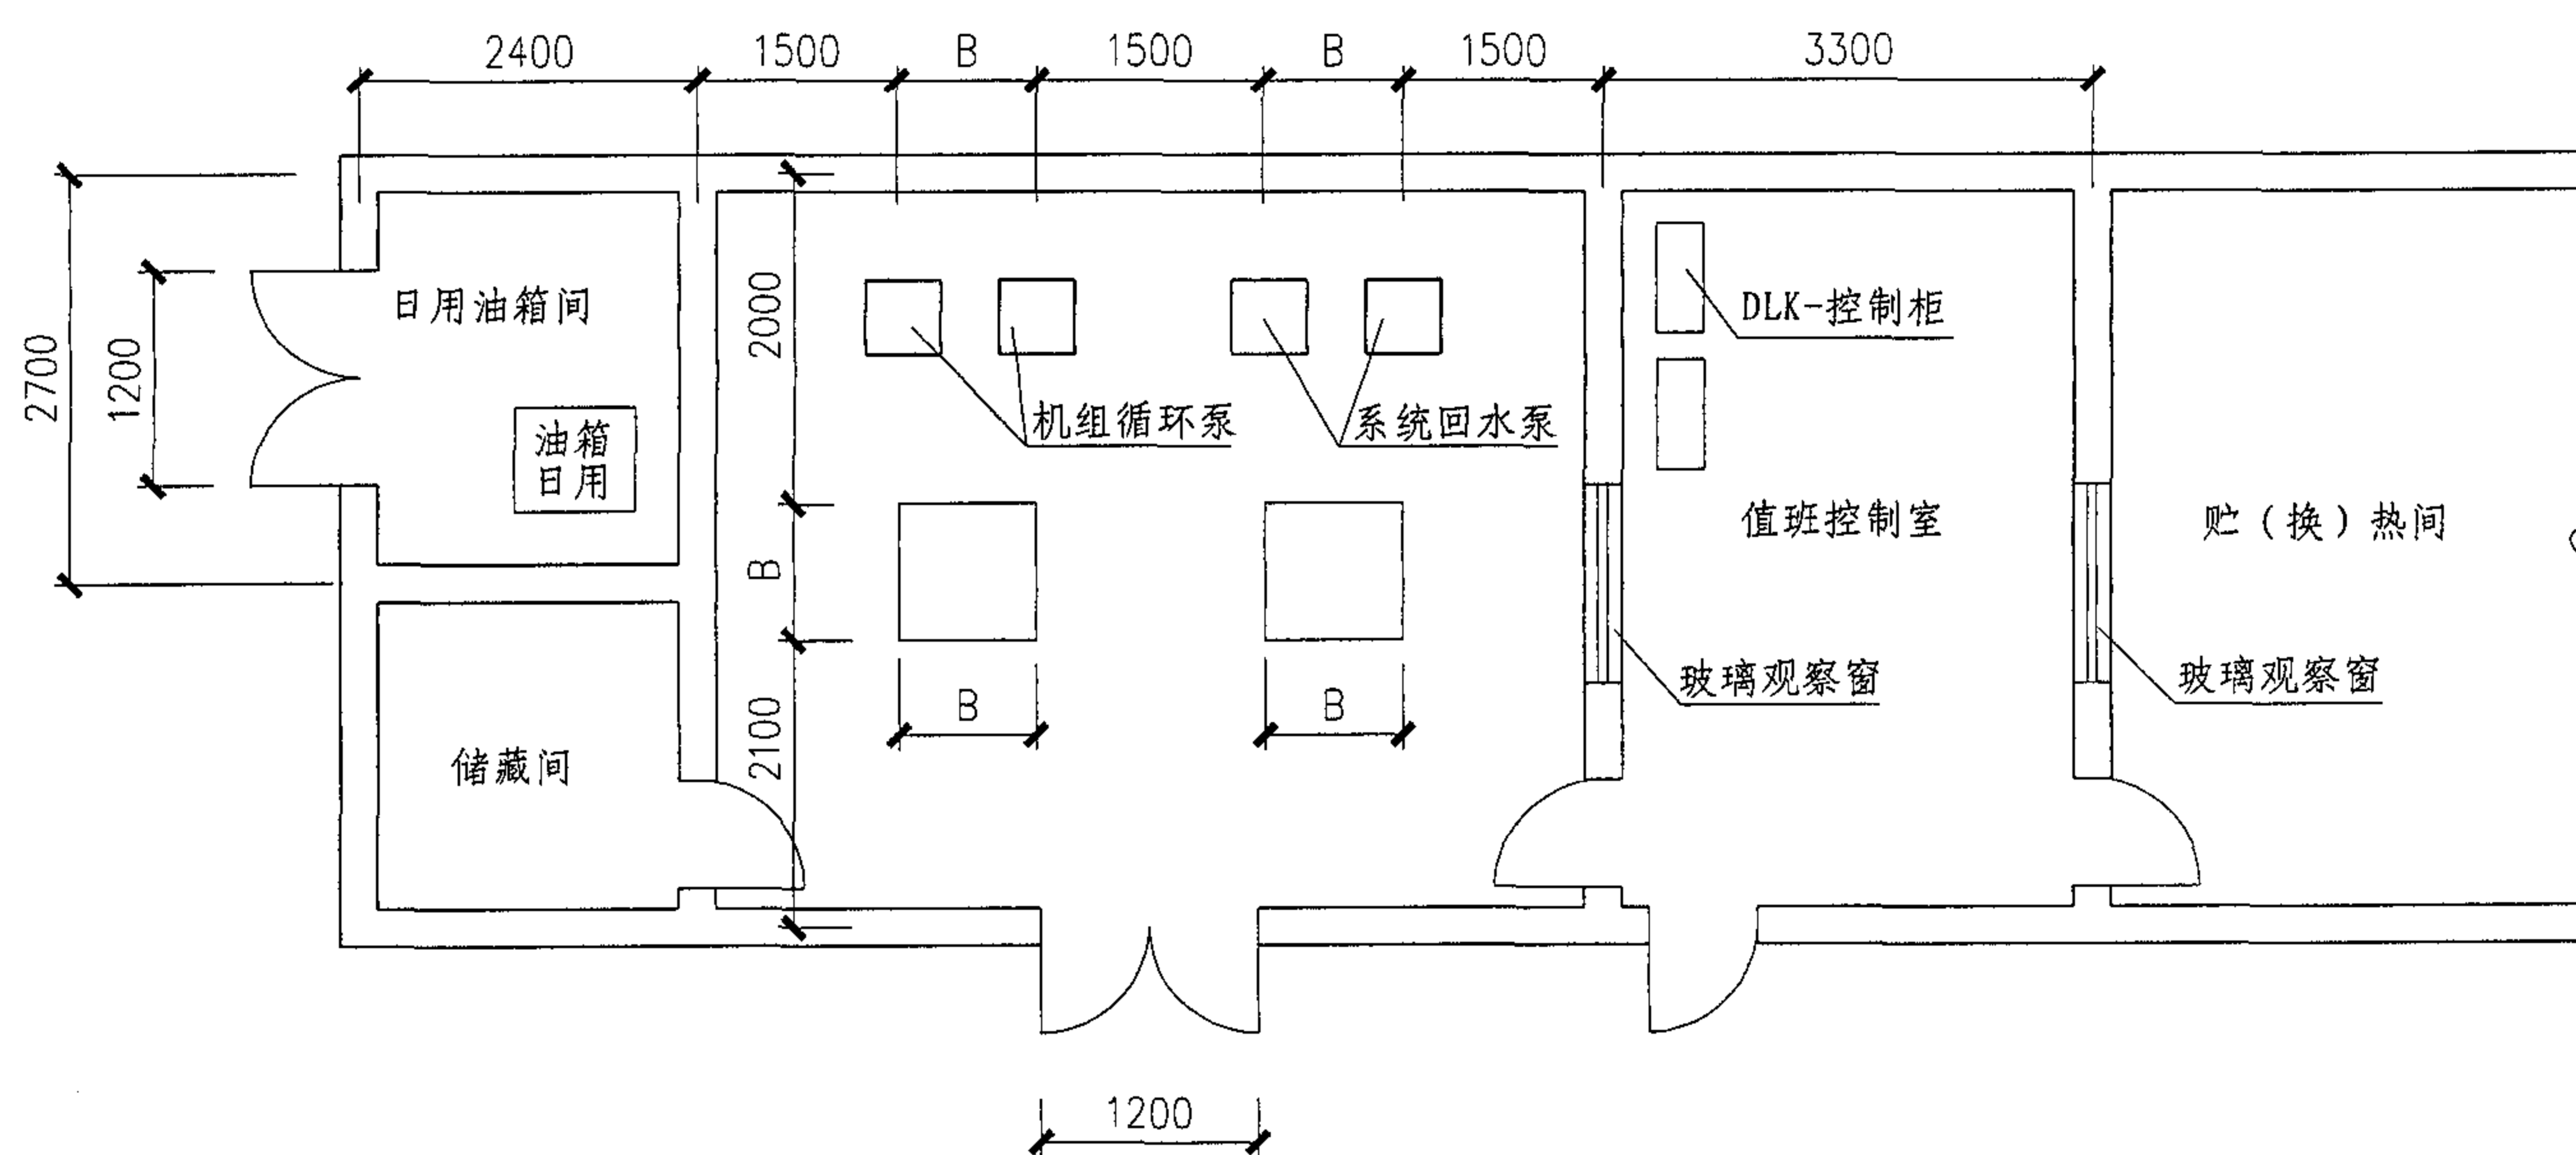 2400
1500
B
1500
B
1500
3300
2700
1200
日用油箱间
油箱
日用
储藏间
2000
B
2100
机组循环泵
系统回水泵
B
B
DLK-控制柜
值班控制室
玻璃观察窗
贮（换）热间
玻璃观察窗
1200